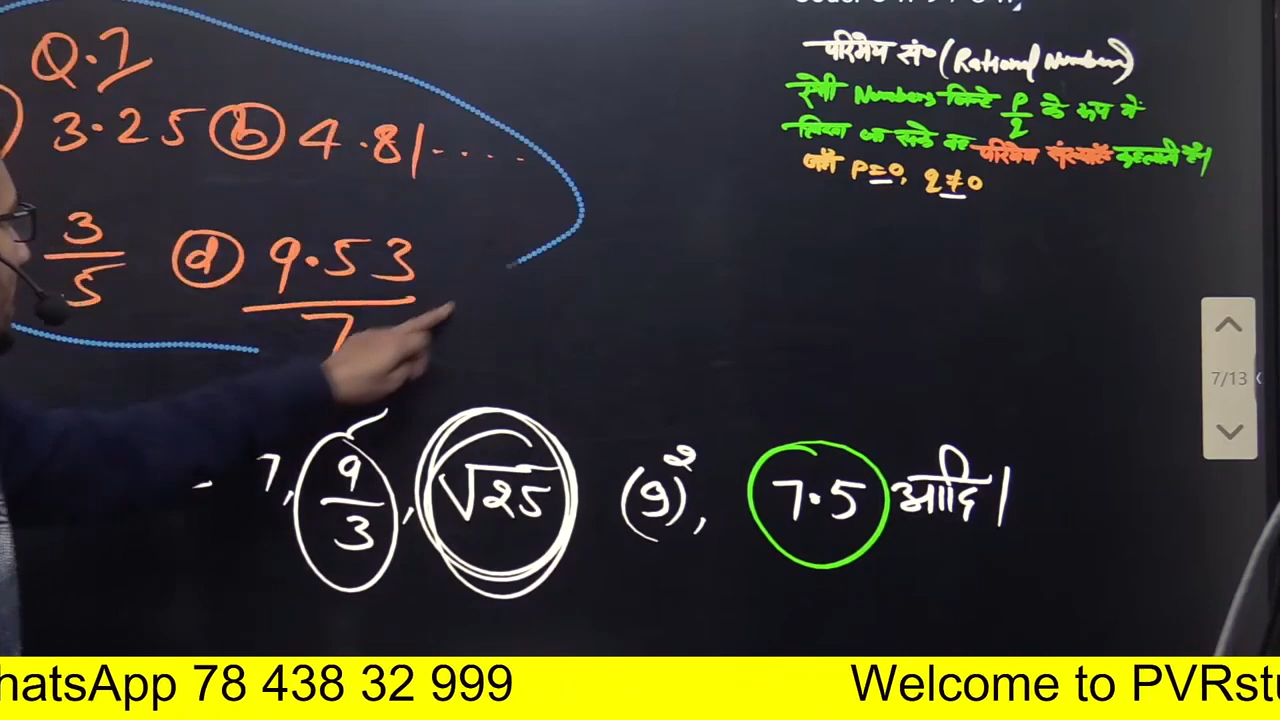 Q.7
3.25 (b) 4.81.....
3/5 (d) 9.53/7
परिमेय सं० (Rational Numbers)
ऐसी Numbers जिन्हें P/q के रूप में
लिखा जा सके वह परिमेय संख्याएँ कहलाती हैं।
जहाँ P=0, q≠0
7, 9/3, √25 (9)², 7.5 आदि।
7/13
hatsApp 78 438 32 999
Welcome to PVRstu